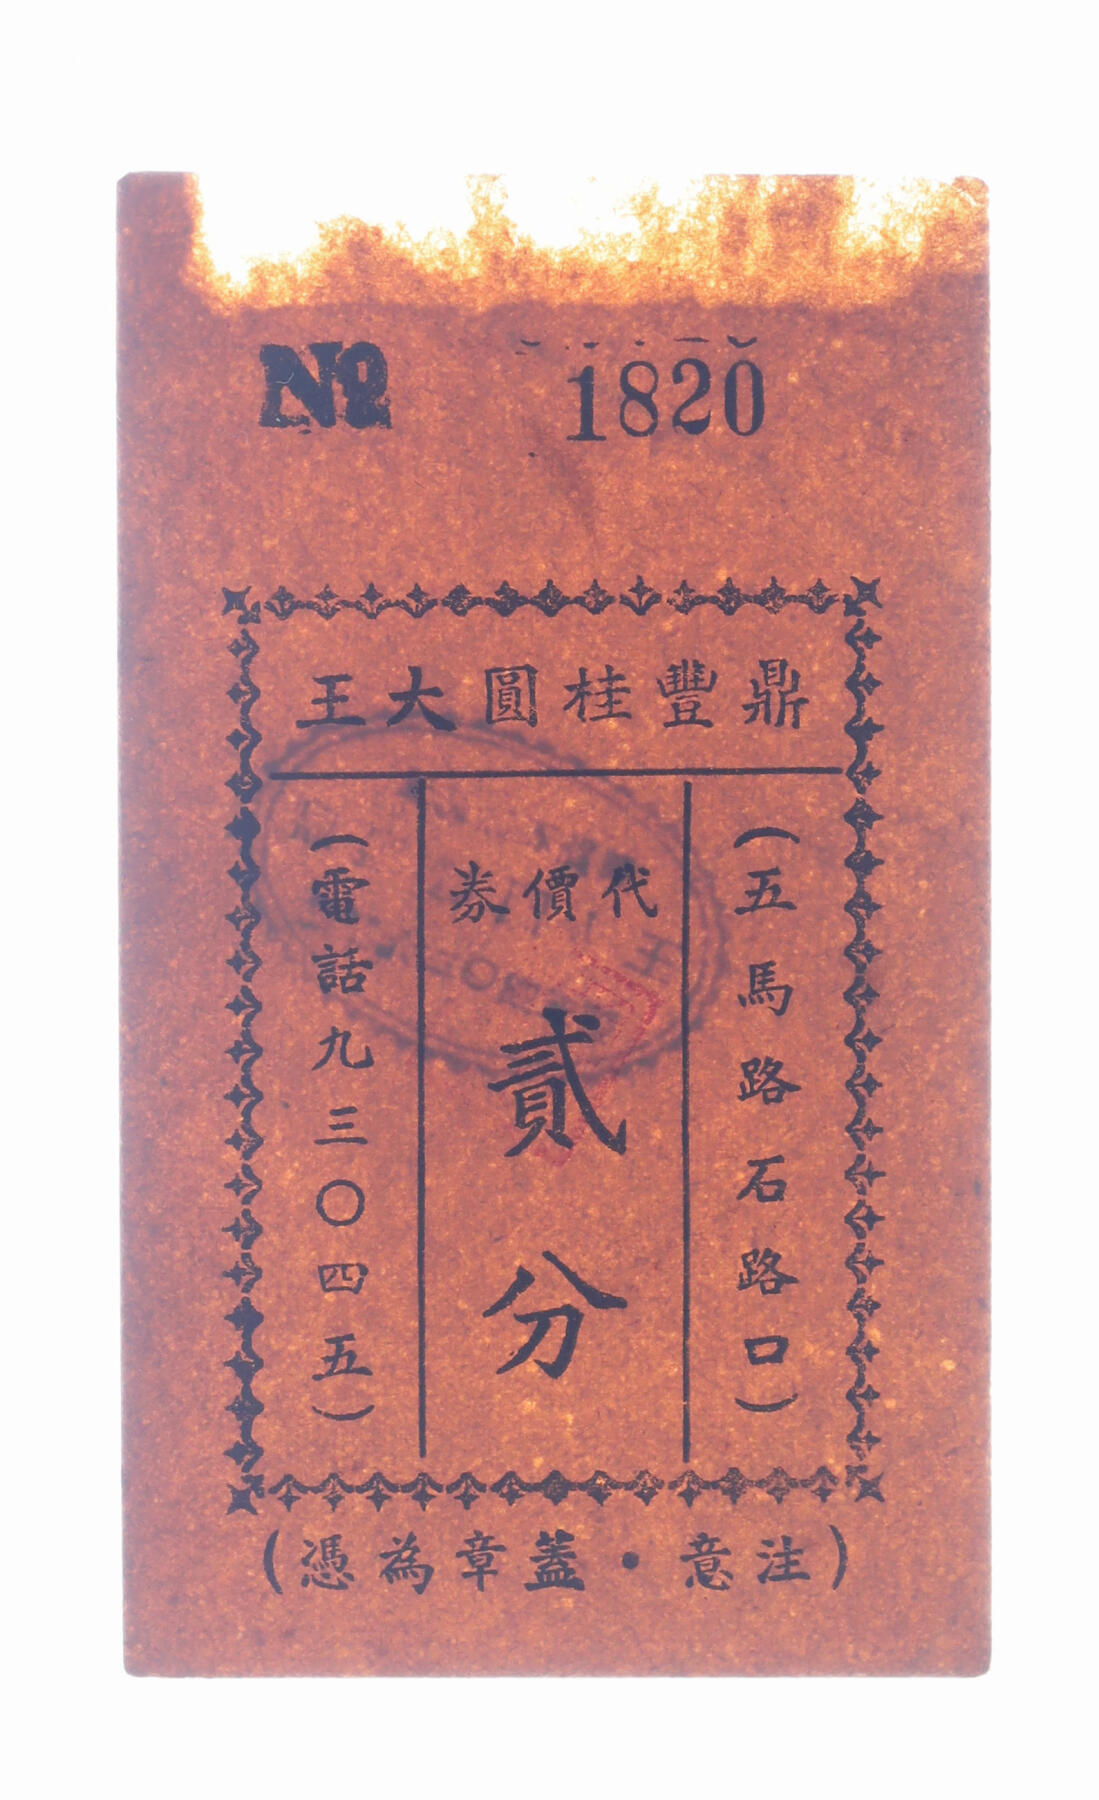 No 1820
鼎豐桂圓大王
(五馬路石路口)
代價券
貳分
(電話九三〇四五)
(注意·蓋章為憑)